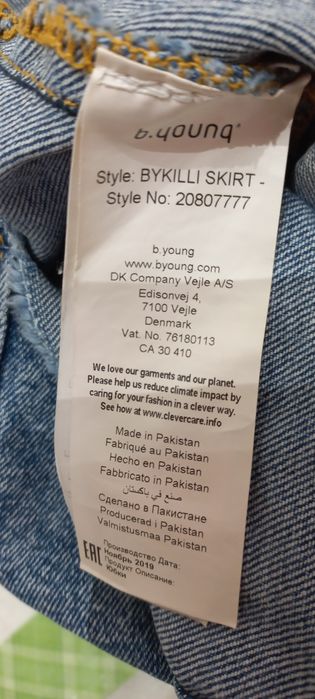 b.young®
Style: BYKILLI SKIRT -
Style No: 20807777
b.young
www.byoung.com
DK Company Vejle A/S
Edisonvej 4,
7100 Vejle
Denmark
Vat. No. 76180113
CA 30 410
We love our garments and our planet.
Please help us reduce climate impact by
caring for your fashion in a clever way.
See how at www.clevercare.info
Made in Pakistan
Fabriqué au Pakistan
Hecho en Pakistan
Fabbricato in Pakistan
صنع في باكستان
Сделано в Пакистане
Producerad i Pakistan
Valmistusmaa Pakistan
EAC
Производство Дата:
Ноябрь 2019
Продукт Описание:
Юбки